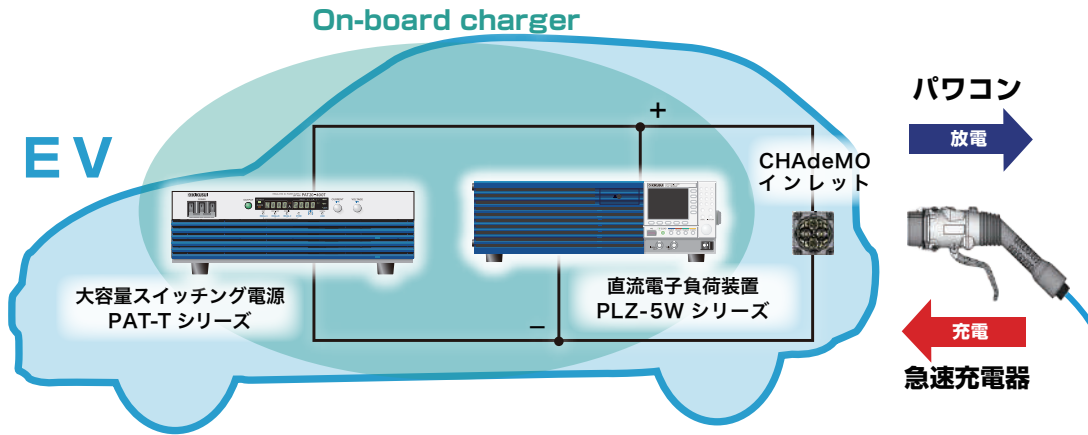 On-board charger
EV
パワコン
放電
+
CHAdeMO
インレット
KIKUSUI
大容量スイッチング電源
PAT-T シリーズ
直流電子負荷装置
PLZ-5W シリーズ
−
充電
急速充電器